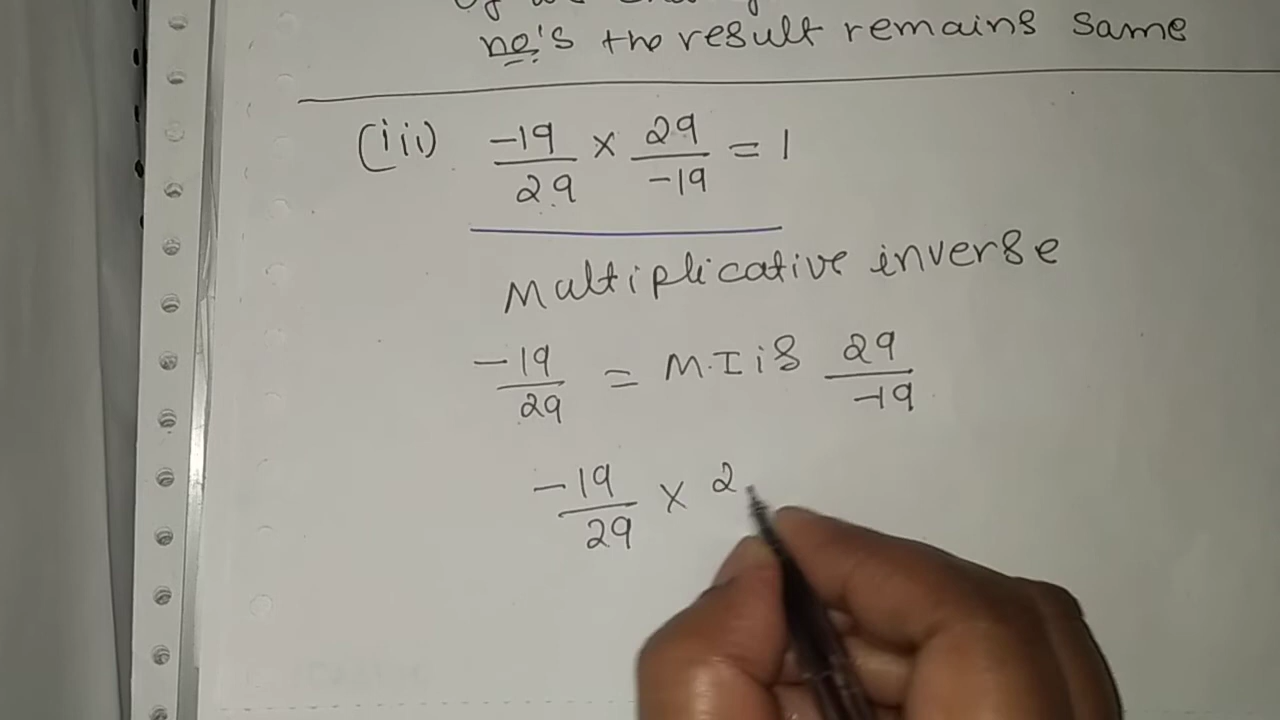 no's the result remains same
(iii) -19/29 × 29/-19 = 1
Multiplicative inverse
-19/29 = M.I is 29/-19
-19/29 × 2